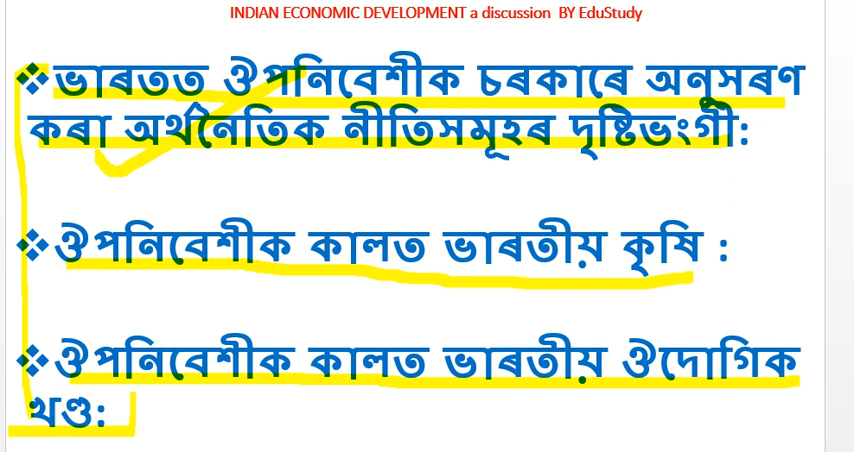 INDIAN ECONOMIC DEVELOPMENT a discussion BY EduStudy
❖ভাৰতত ঔপনিবেশীক চৰকাৰে অনুসৰণ
কৰা অৰ্থনৈতিক নীতিসমূহৰ দৃষ্টিভংগী:
❖ঔপনিবেশীক কালত ভাৰতীয় কৃষি :
❖ঔপনিবেশীক কালত ভাৰতীয় ঔদোগিক
খণ্ড: